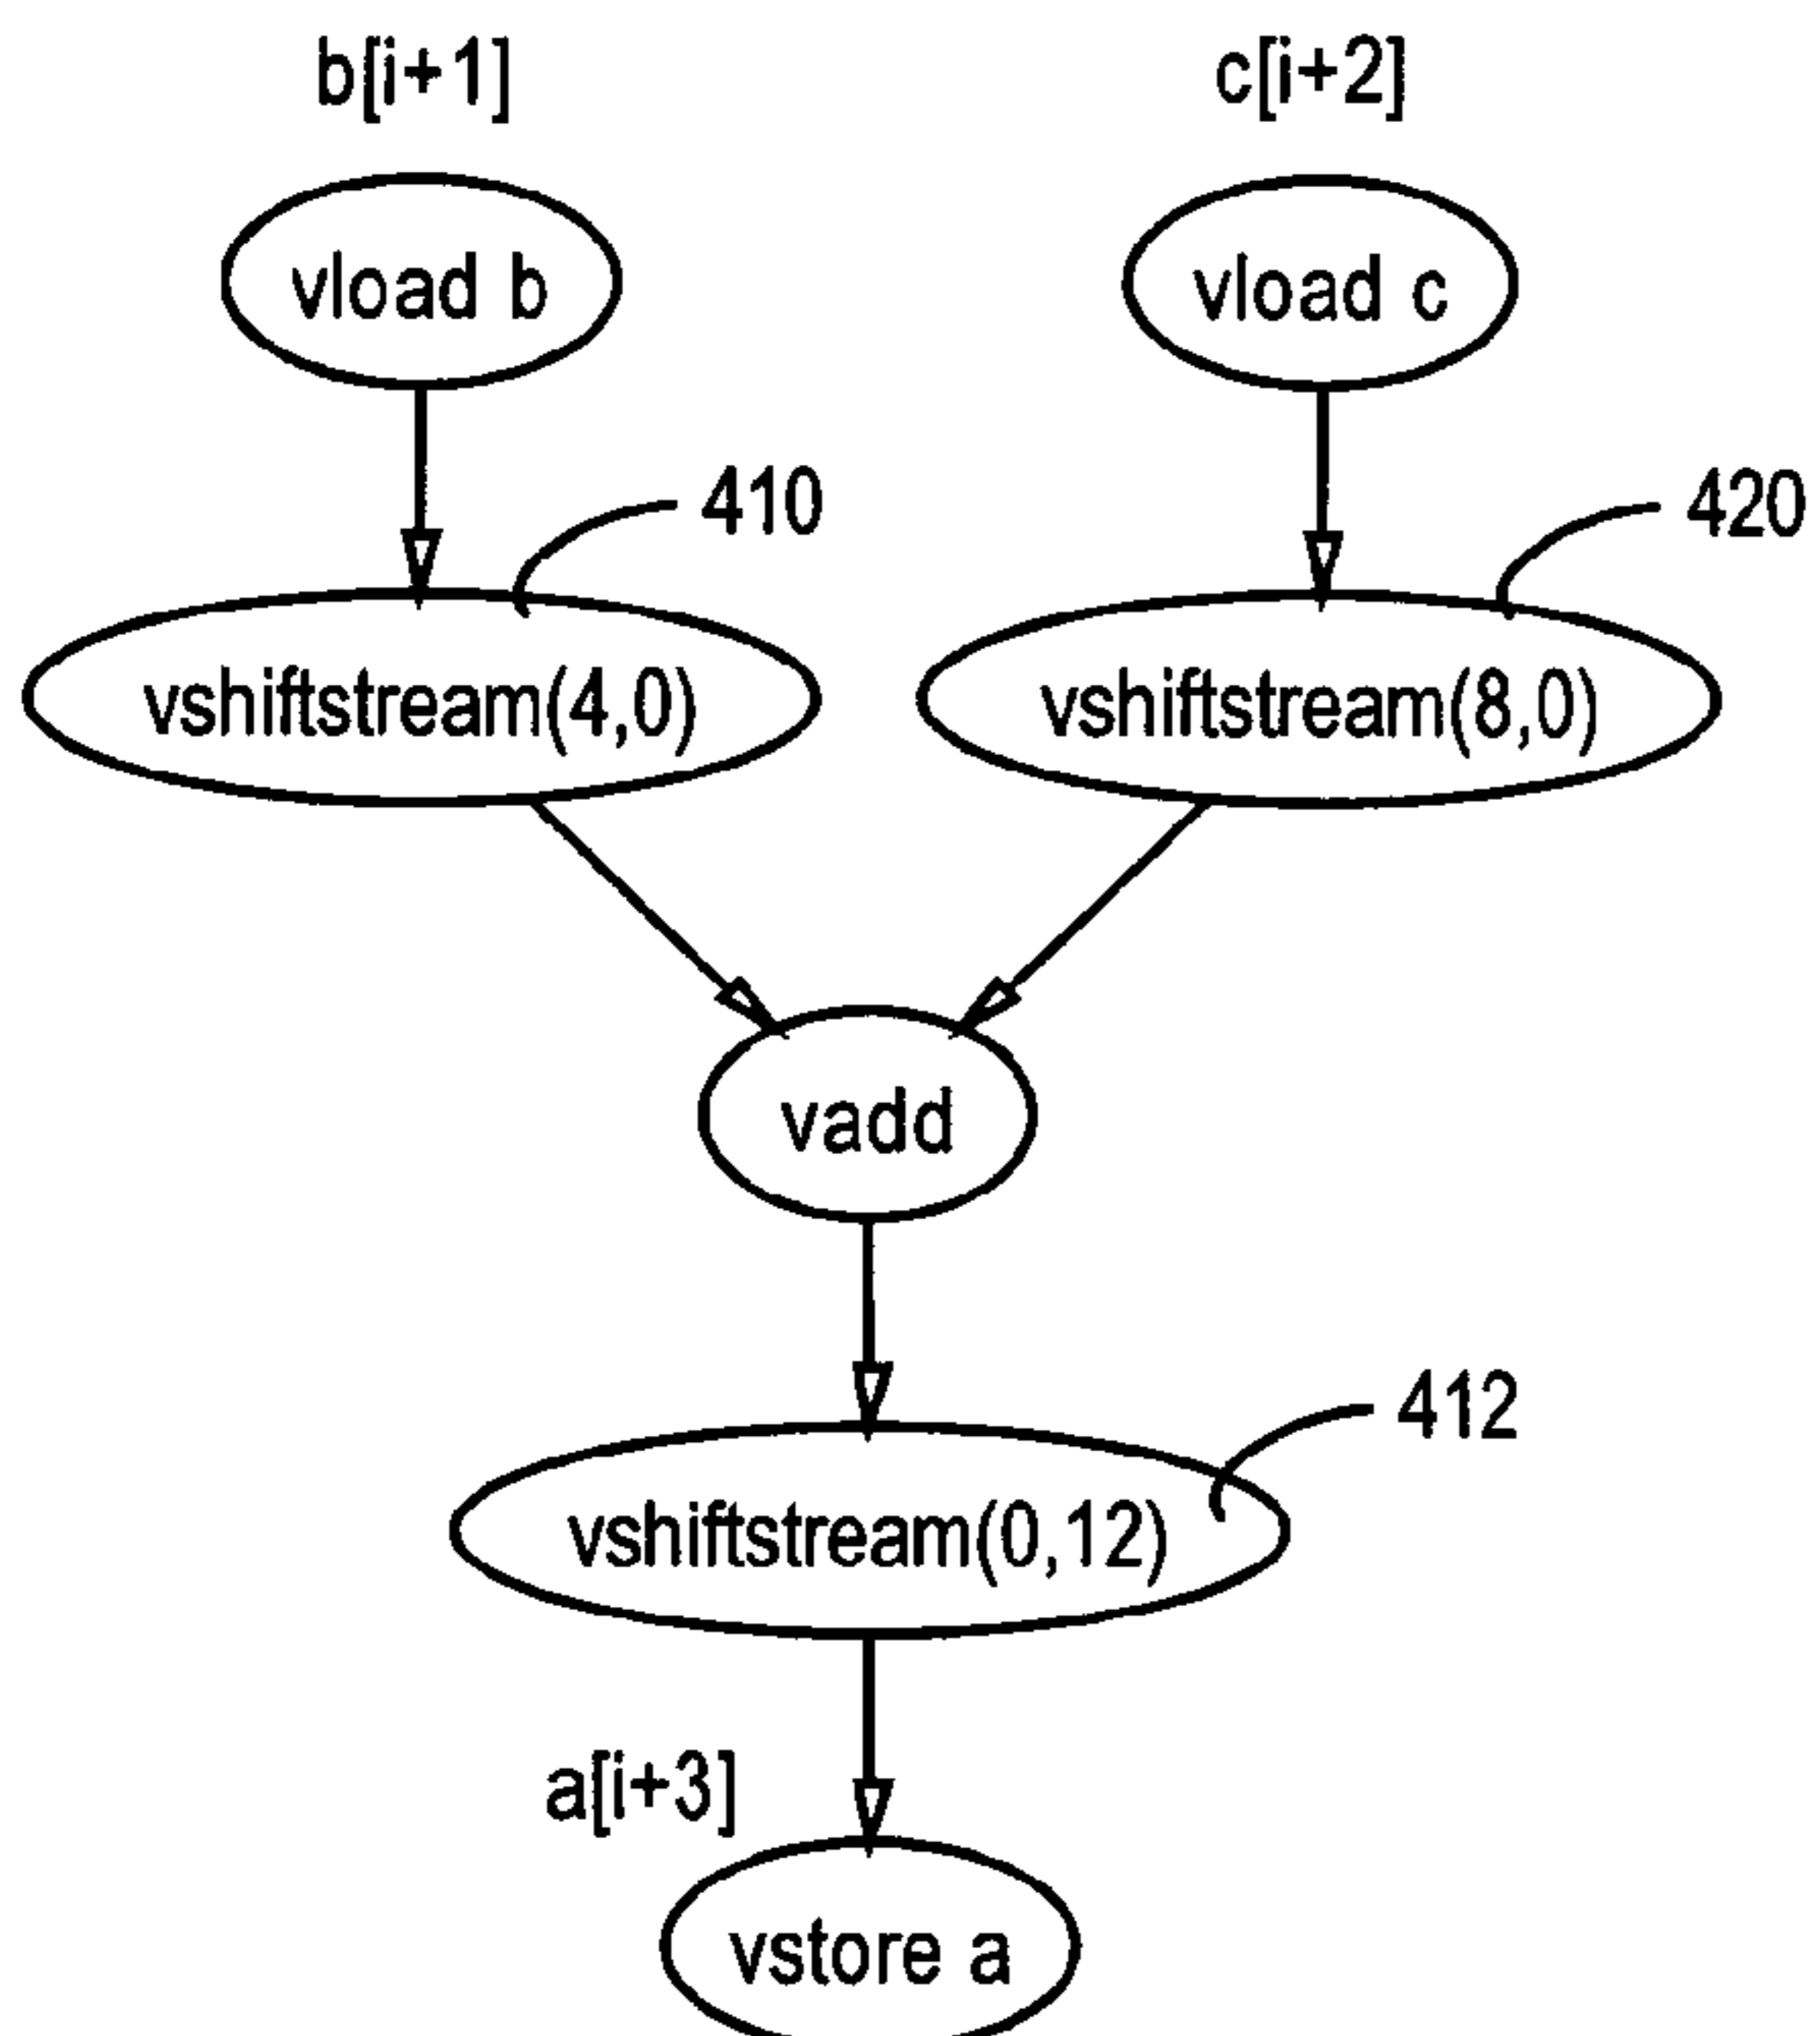 b[i+1]
c[i+2]
vload b
vload c
410
420
vshiftstream(4,0)
vshiftstream(8,0)
vadd
412
vshiftstream(0,12)
a[i+3]
vstore a